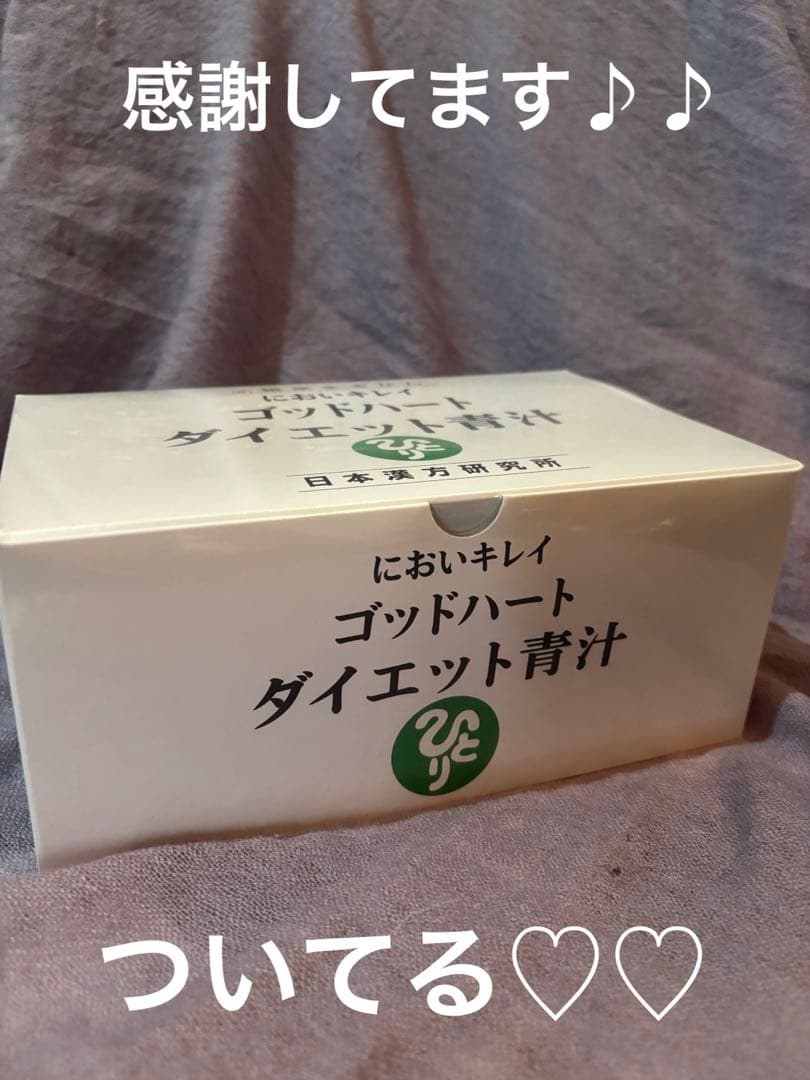 感謝してます♪♪
においキレイ
ゴッドハート
ダイエット青汁
ひとり
日本漢方研究所
においキレイ
ゴッドハート
ダイエット青汁
ひとり
ついてる♡♡